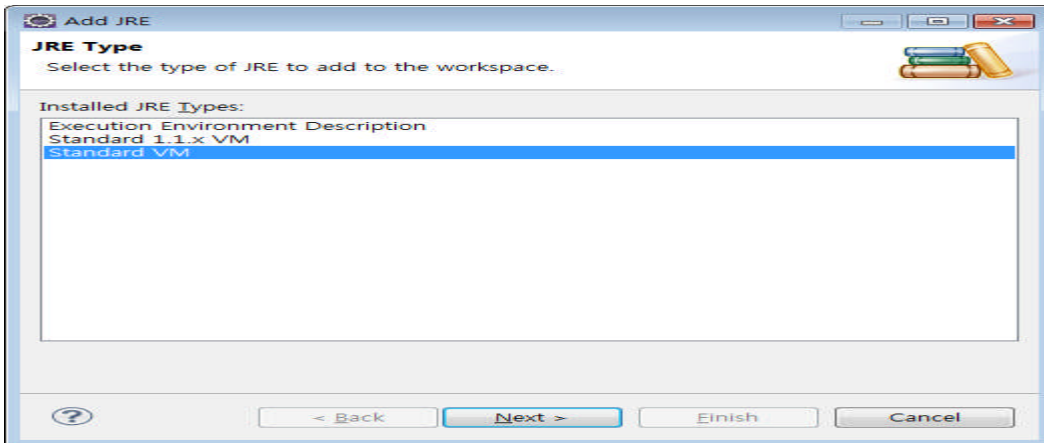 Add JRE
JRE Type
Select the type of JRE to add to the workspace.
Installed JRE Types:
Execution Environment Description
Standard 1.1.x VM
Standard VM
?
< Back
Next >
Finish
Cancel